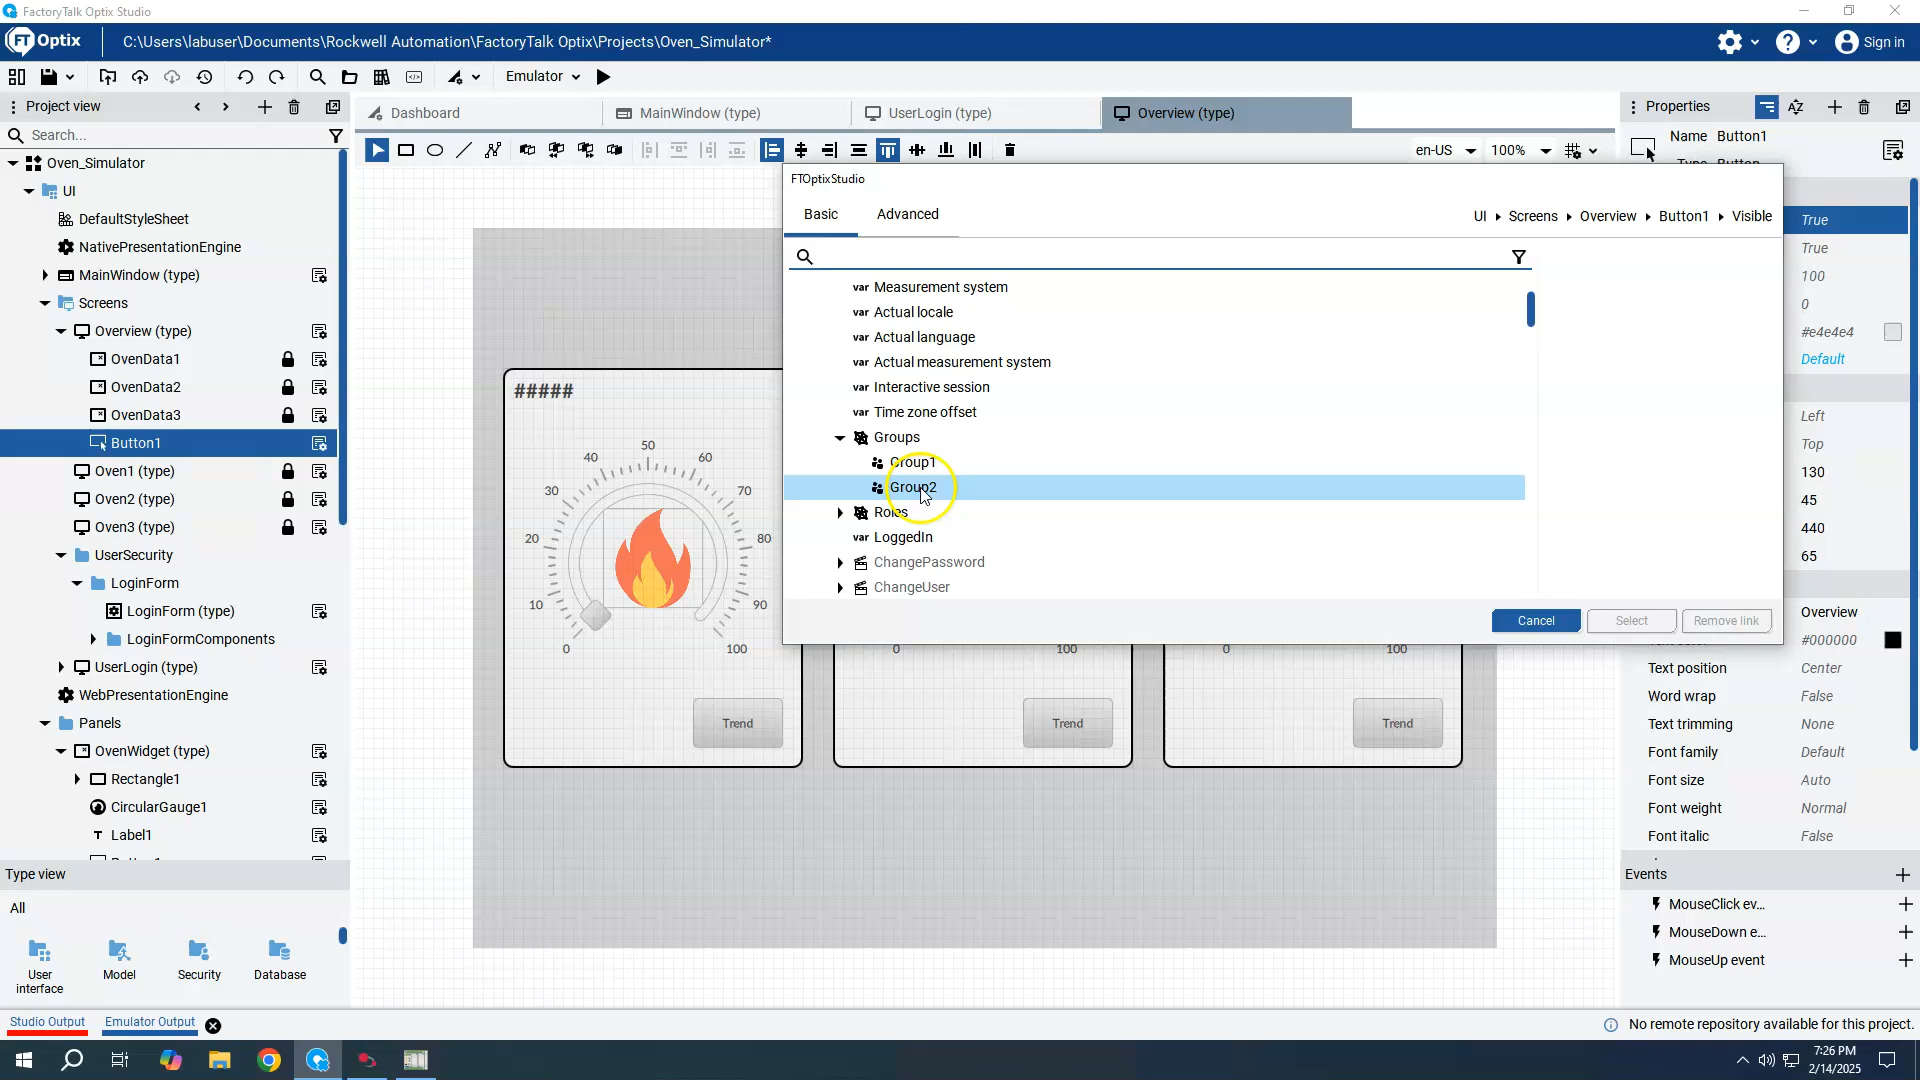 FactoryTalk Optix Studio
FT Optix
C:\Users\labuser\Documents\Rockwell Automation\FactoryTalk Optix\Projects\Oven_Simulator*
Sign in
Emulator
Project view
Dashboard
MainWindow (type)
UserLogin (type)
Overview (type)
Properties
Search...
Name Button1
en-US
100%
Oven_Simulator
UI
DefaultStyleSheet
NativePresentationEngine
MainWindow (type)
Screens
Overview (type)
OvenData1
OvenData2
OvenData3
Button1
Oven1 (type)
Oven2 (type)
Oven3 (type)
UserSecurity
LoginForm
LoginForm (type)
LoginFormComponents
UserLogin (type)
WebPresentationEngine
Panels
OvenWidget (type)
Rectangle1
CircularGauge1
Label1
Type view
All
User interface
Model
Security
Database
#####
0
10
20
30
40
50
60
70
80
90
100
Trend
0
100
Trend
0
100
Trend
FTOptixStudio
Basic
Advanced
UI
Screens
Overview
Button1
Visible
var Measurement system
var Actual locale
var Actual language
var Actual measurement system
var Interactive session
var Time zone offset
Groups
Group1
Group2
Roles
var LoggedIn
ChangePassword
ChangeUser
Cancel
Select
Remove link
True
True
100
0
#e4e4e4
Default
Left
Top
130
45
440
65
Overview
#000000
Text position Center
Word wrap False
Text trimming None
Font family Default
Font size Auto
Font weight Normal
Font italic False
Events
MouseClick ev...
MouseDown e...
MouseUp event
Studio Output
Emulator Output
No remote repository available for this project.
7:26 PM
2/14/2025